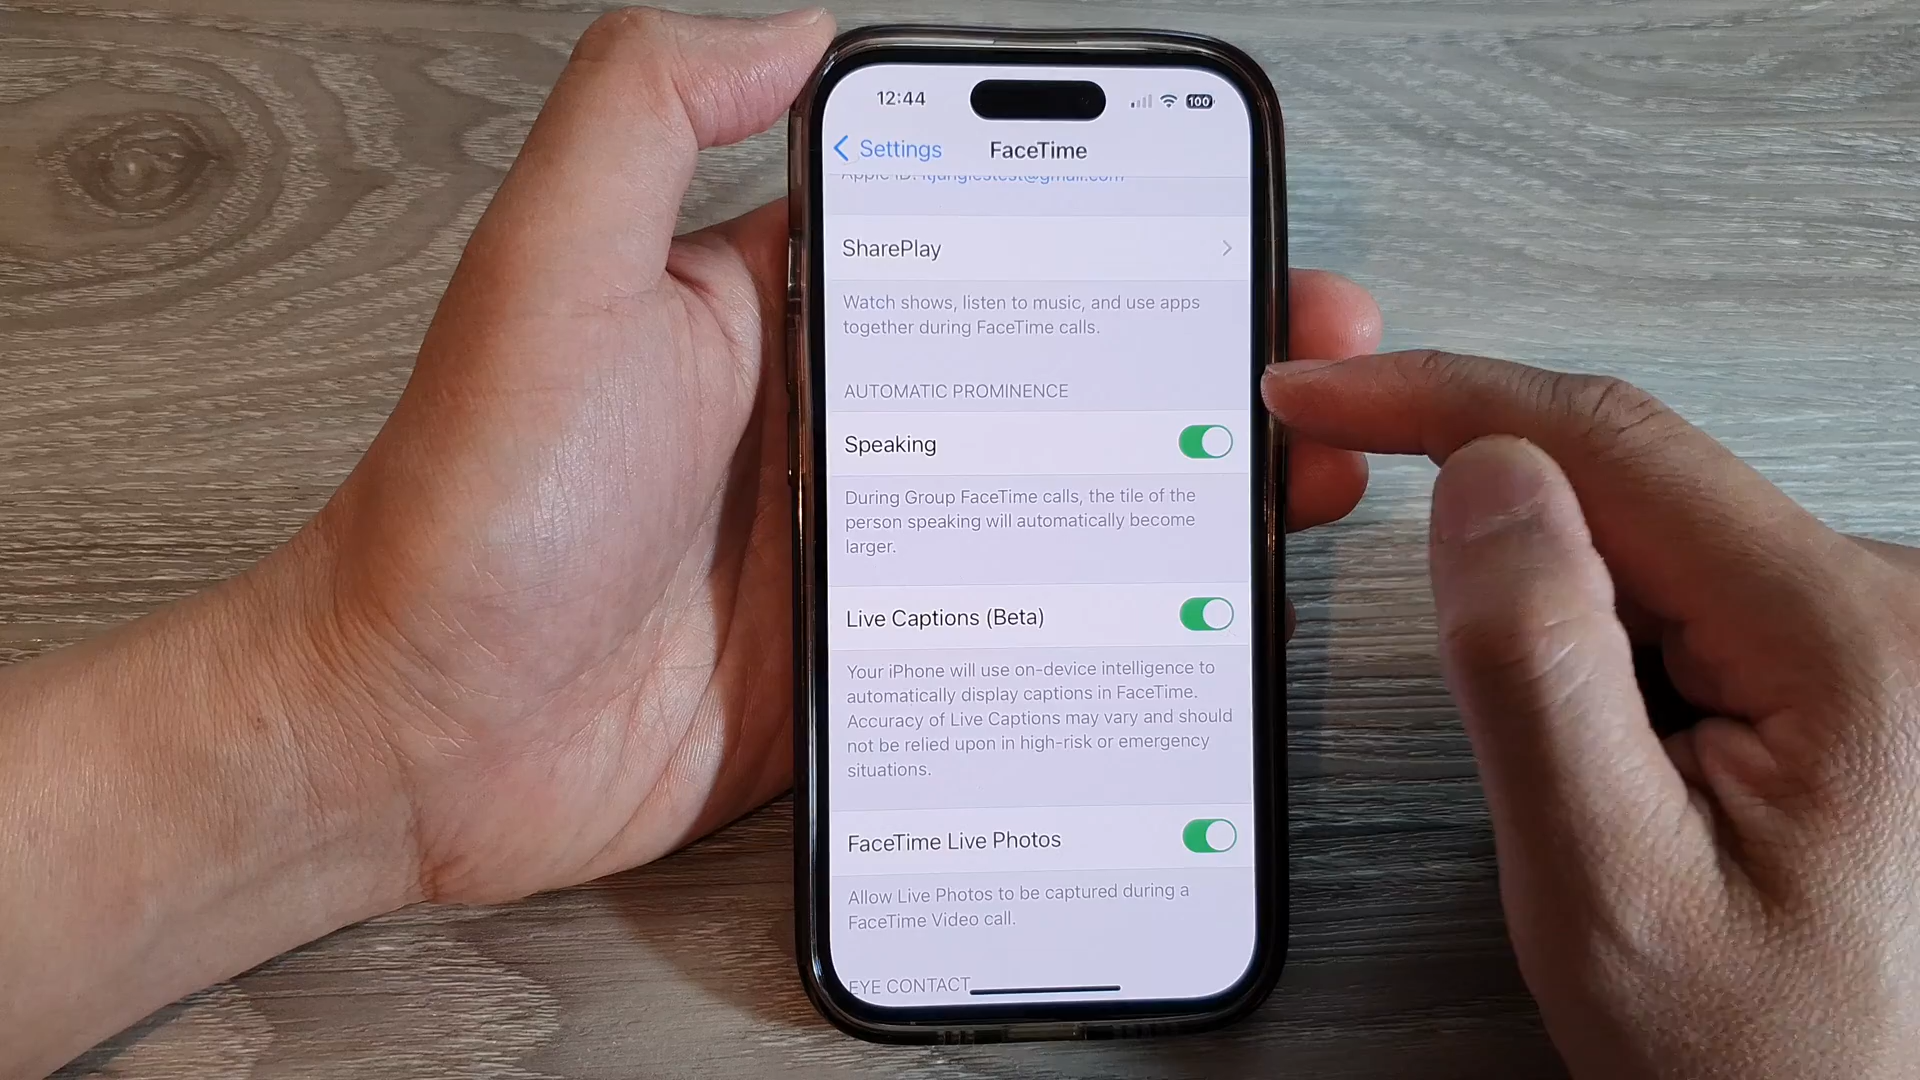 12:44
100
Settings
FaceTime
Apple ID: itjunglestest@gmail.com
SharePlay
Watch shows, listen to music, and use apps
together during FaceTime calls.
AUTOMATIC PROMINENCE
Speaking
During Group FaceTime calls, the tile of the
person speaking will automatically become
larger.
Live Captions (Beta)
Your iPhone will use on-device intelligence to
automatically display captions in FaceTime.
Accuracy of Live Captions may vary and should
not be relied upon in high-risk or emergency
situations.
FaceTime Live Photos
Allow Live Photos to be captured during a
FaceTime Video call.
EYE CONTACT